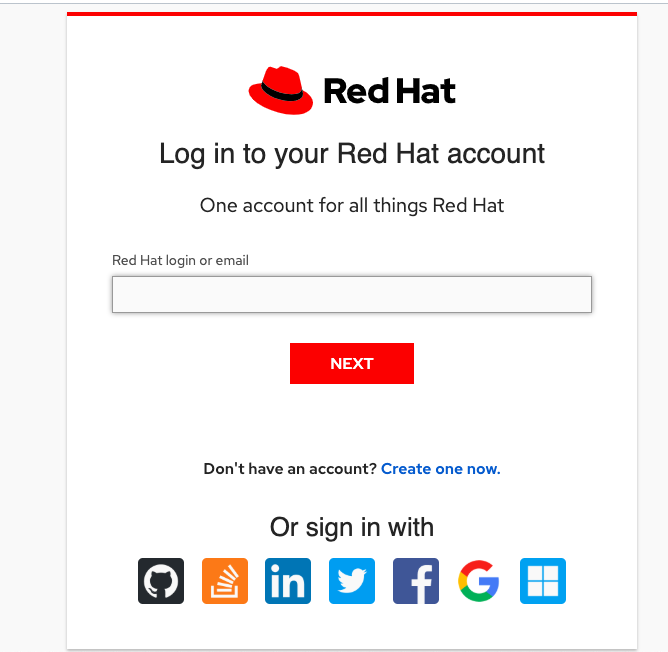 Red Hat
Log in to your Red Hat account
One account for all things Red Hat
Red Hat login or email
NEXT
Don't have an account? Create one now.
Or sign in with
in